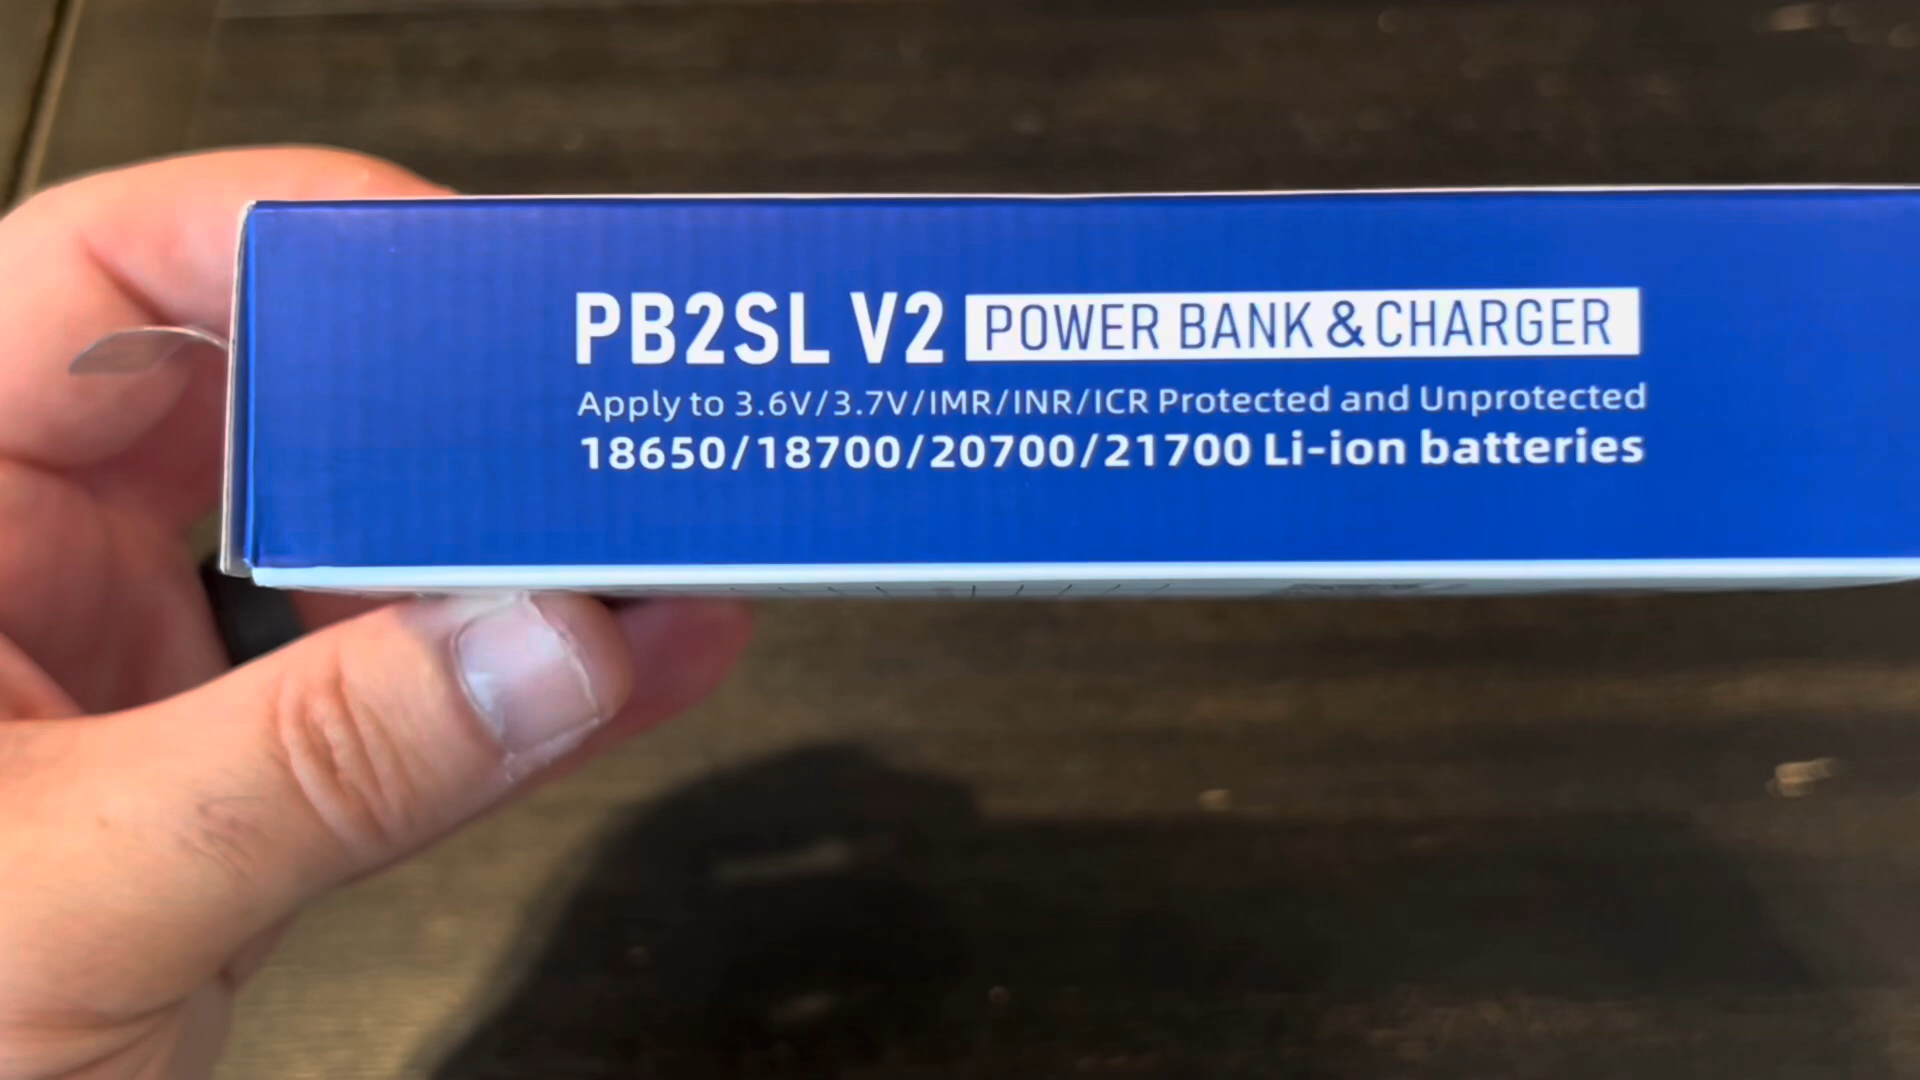 PB2SL V2 POWER BANK & CHARGER
Apply to 3.6V/3.7V/IMR/INR/ICR Protected and Unprotected
18650/18700/20700/21700 Li-ion batteries